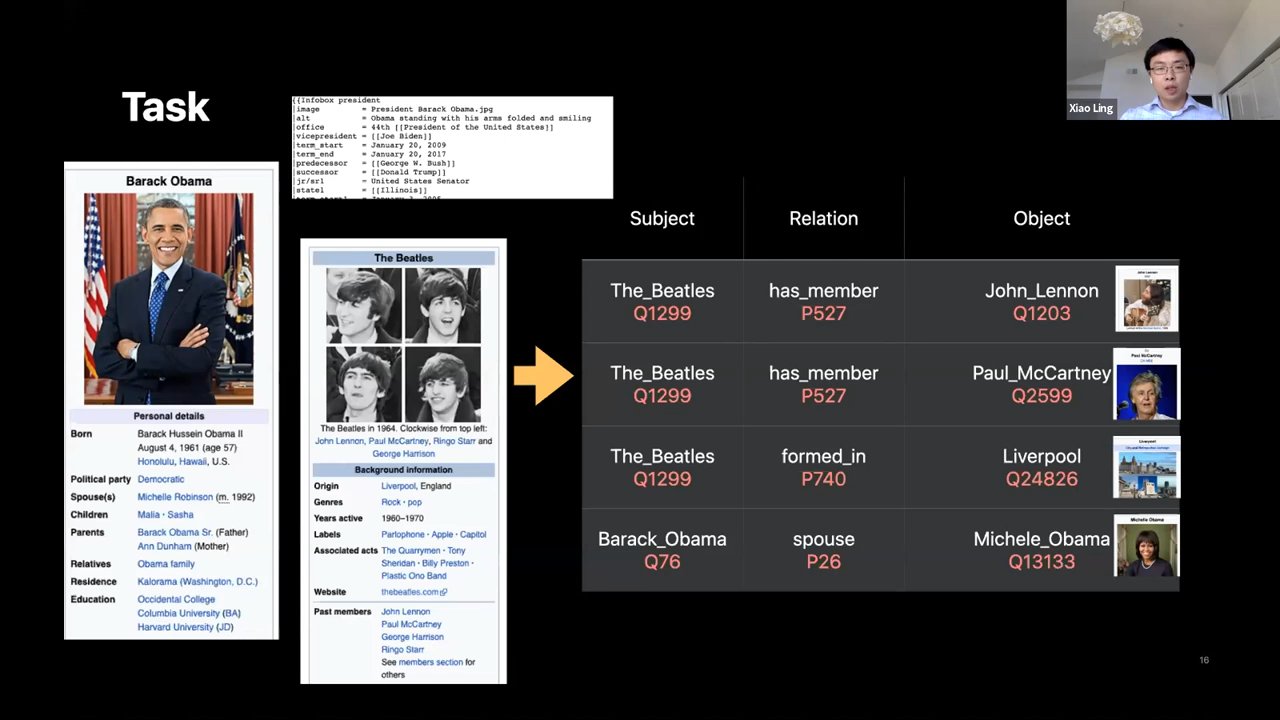 Xiao Ling
Task
{{Infobox president
|image = President Barack Obama.jpg
|alt = Obama standing with his arms folded and smiling
|office = 44th [[President of the United States]]
|vicepresident = [[Joe Biden]]
|term_start = January 20, 2009
|term_end = January 20, 2017
|predecessor = [[George W. Bush]]
|successor = [[Donald Trump]]
|jr/sr1 = United States Senator
|state1 = [[Illinois]]
Barack Obama
Personal details
Born Barack Hussein Obama II
August 4, 1961 (age 57)
Honolulu, Hawaii, U.S.
Political party Democratic
Spouse(s) Michelle Robinson (m. 1992)
Children Malia · Sasha
Parents Barack Obama Sr. (Father)
Ann Dunham (Mother)
Relatives Obama family
Residence Kalorama (Washington, D.C.)
Education Occidental College
Columbia University (BA)
Harvard University (JD)
The Beatles
The Beatles in 1964. Clockwise from top left:
John Lennon, Paul McCartney, Ringo Starr and
George Harrison
Background information
Origin Liverpool, England
Genres Rock · pop
Years active 1960–1970
Labels Parlophone · Apple · Capitol
Associated acts The Quarrymen · Tony
Sheridan · Billy Preston ·
Plastic Ono Band
Website thebeatles.com
Past members John Lennon
Paul McCartney
George Harrison
Ringo Starr
See members section for
others
Subject Relation Object
The_Beatles has_member John_Lennon
Q1299 P527 Q1203
John Lennon
The_Beatles has_member Paul_McCartney
Q1299 P527 Q2599
Paul McCartney
The_Beatles formed_in Liverpool
Q1299 P740 Q24826
Liverpool
Barack_Obama spouse Michele_Obama
Q76 P26 Q13133
Michelle Obama
16